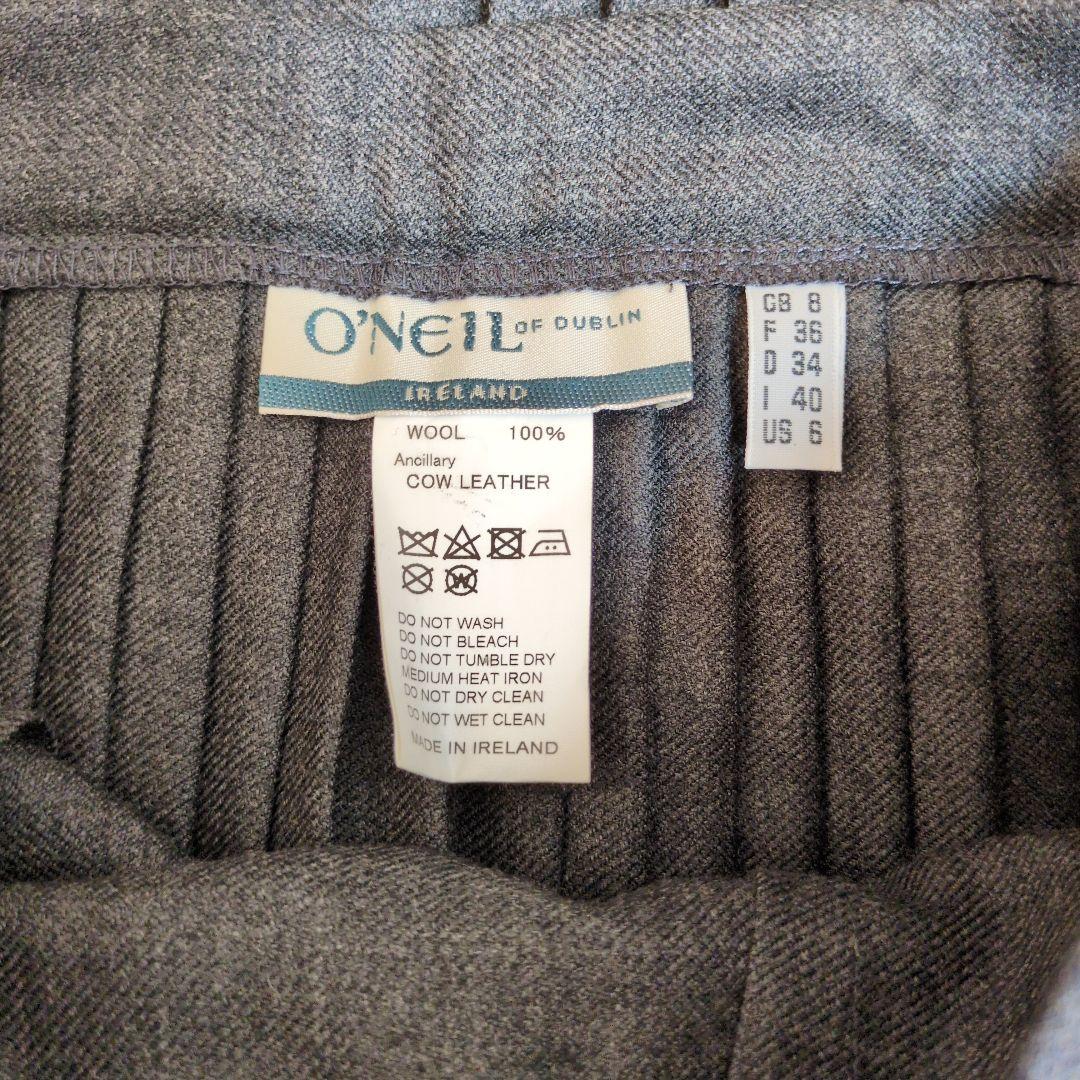 O'NEIL OF DUBLIN
IRELAND
GB 8
F 36
D 34
I 40
US 6
WOOL 100%
Ancillary
COW LEATHER
W
DO NOT WASH
DO NOT BLEACH
DO NOT TUMBLE DRY
MEDIUM HEAT IRON
DO NOT DRY CLEAN
DO NOT WET CLEAN
MADE IN IRELAND